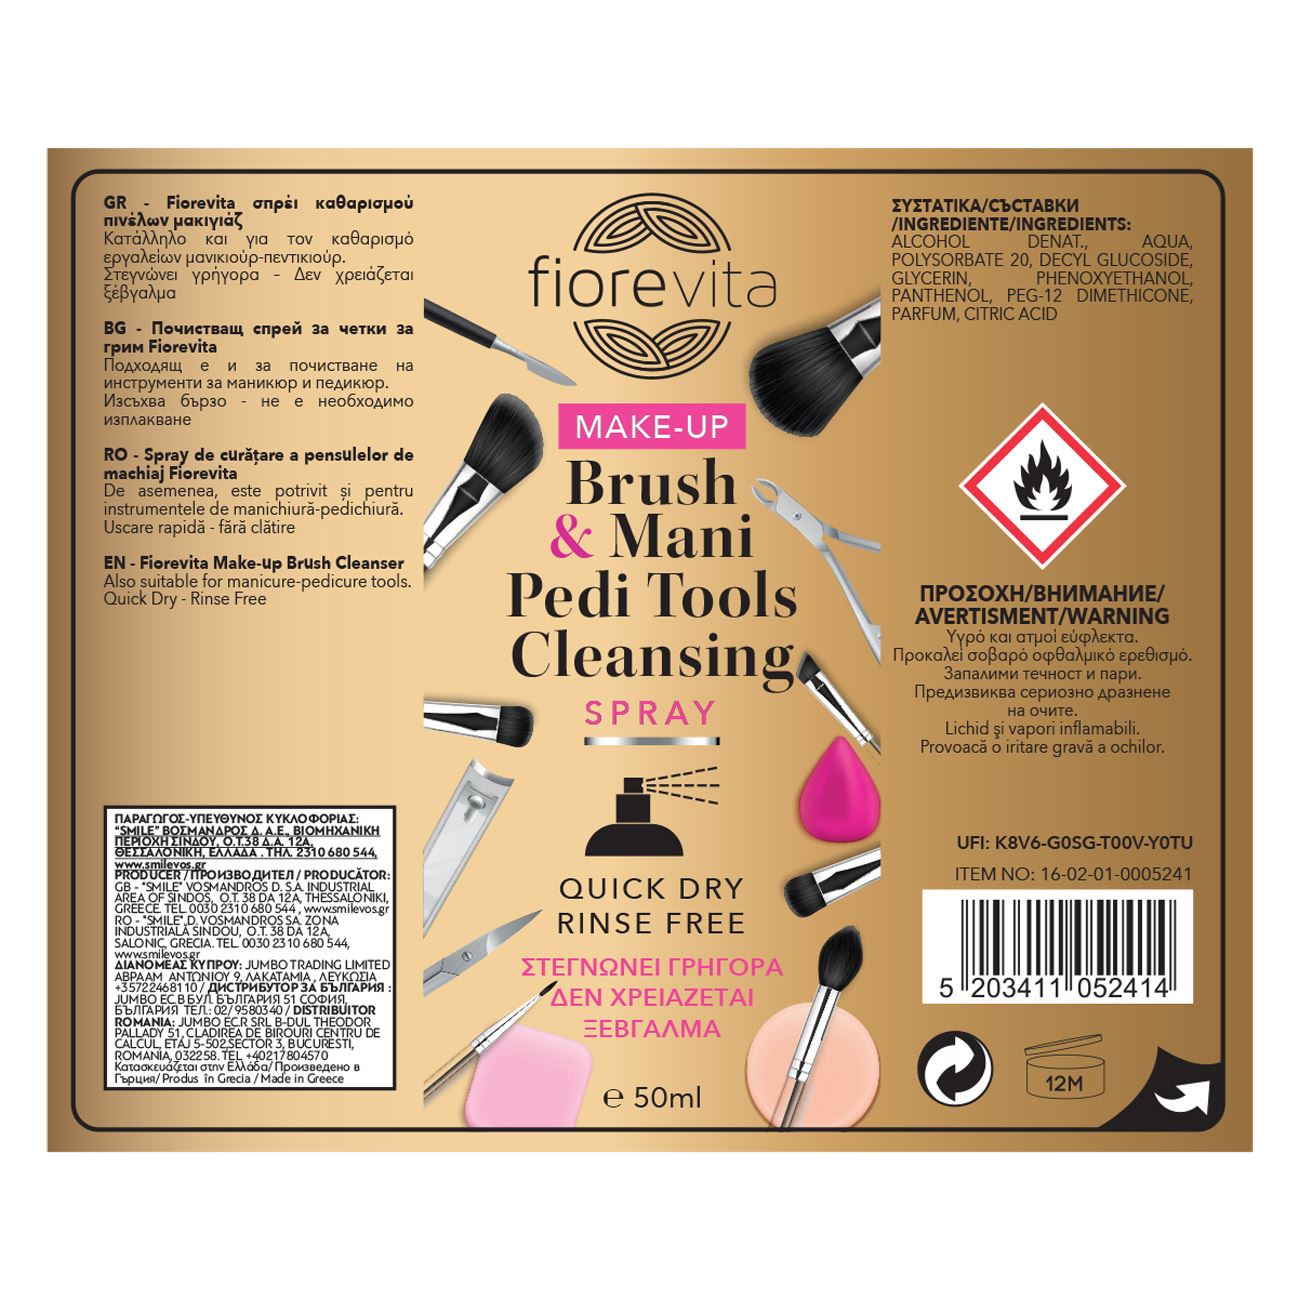 GR - Fiorevita σπρέι καθαρισμού
πινέλων μακιγιάζ
Κατάλληλο και για τον καθαρισμό
εργαλείων μανικιούρ-πεντικιούρ.
Στεγνώνει γρήγορα - Δεν χρειάζεται
ξέβγαλμα
BG - Почистващ спрей за четки за
грим Fiorevita
Подходящ е и за почистване на
инструменти за маникюр и педикюр.
Изсъхва бързо - не е необходимо
изплакване
RO - Spray de curățare a pensulelor de
machiaj Fiorevita
De asemenea, este potrivit și pentru
instrumentele de manichiură-pedichiură.
Uscare rapidă - fără clătire
EN - Fiorevita Make-up Brush Cleanser
Also suitable for manicure-pedicure tools.
Quick Dry - Rinse Free
ΠΑΡΑΓΩΓΟΣ-ΥΠΕΥΘΥΝΟΣ ΚΥΚΛΟΦΟΡΙΑΣ:
"SMILE" ΒΟΣΜΑΝΔΡΟΣ Δ. Α.Ε., ΒΙΟΜΗΧΑΝΙΚΗ
ΠΕΡΙΟΧΗ ΣΙΝΔΟΥ, Ο.Τ.38 Δ.Α. 12Α,
ΘΕΣΣΑΛΟΝΙΚΗ, ΕΛΛΑΔΑ . ΤΗΛ. 2310 680 544,
www.smilevos.gr
PRODUCER / ПРОИЗВОДИТЕЛ / PRODUCĂTOR:
GB - "SMILE" VOSMANDROS D. S.A. INDUSTRIAL
AREA OF SINDOS, O.T. 38 DA 12A, THESSALONIKI,
GREECE. TEL. 0030 2310 680 544 , www.smilevos.gr
RO - "SMILE",D. VOSMANDROS SA. ZONA
INDUSTRIALĂ SINDOU, O.T. 38 DA 12A,
SALONIC, GRECIA. TEL. 0030 2310 680 544,
www.smilevos.gr
ΔΙΑΝΟΜΕΑΣ ΚΥΠΡΟΥ: JUMBO TRADING LIMITED
ΑΒΡΑΑΜ ΑΝΤΩΝΙΟΥ 9, ΛΑΚΑΤΑΜΙΑ , ΛΕΥΚΩΣΙΑ
+35722468110 / ДИСТРИБУТОР ЗА БЪЛГАРИЯ :
JUMBO EC.B БУЛ. БЪЛГАРИЯ 51 СОФИЯ,
БЪЛГАРИЯ ТЕЛ.: 02/ 9580340 / DISTRIBUITOR
ROMANIA: JUMBO EC.R SRL B-DUL THEODOR
PALLADY 51, CLADIREA DE BIROURI CENTRU DE
CALCUL, ETAJ 5-502,SECTOR 3, BUCURESTI,
ROMANIA, 032258. TEL +40217804570
Κατασκευάζεται στην Ελλάδα/ Произведено в
Гърция/ Produs în Grecia / Made in Greece
fiorevita
MAKE-UP
Brush
& Mani
Pedi Tools
Cleansing
SPRAY
QUICK DRY
RINSE FREE
ΣΤΕΓΝΩΝΕΙ ΓΡΗΓΟΡΑ
ΔΕΝ ΧΡΕΙΑΖΕΤΑΙ
ΞΕΒΓΑΛΜΑ
℮ 50ml
ΣΥΣΤΑΤΙΚΑ/СЪСТАВКИ
/INGREDIENTE/INGREDIENTS:
ALCOHOL DENAT., AQUA,
POLYSORBATE 20, DECYL GLUCOSIDE,
GLYCERIN, PHENOXYETHANOL,
PANTHENOL, PEG-12 DIMETHICONE,
PARFUM, CITRIC ACID
ΠΡΟΣΟΧΗ/ВНИМАНИЕ/
AVERTISMENT/WARNING
Υγρό και ατμοί εύφλεκτα.
Προκαλεί σοβαρό οφθαλμικό ερεθισμό.
Запалими течност и пари.
Предизвиква сериозно дразнене
на очите.
Lichid şi vapori inflamabili.
Provoacă o iritare gravă a ochilor.
UFI: K8V6-G0SG-T00V-Y0TU
ITEM NO: 16-02-01-0005241
5 203411 052414
12M